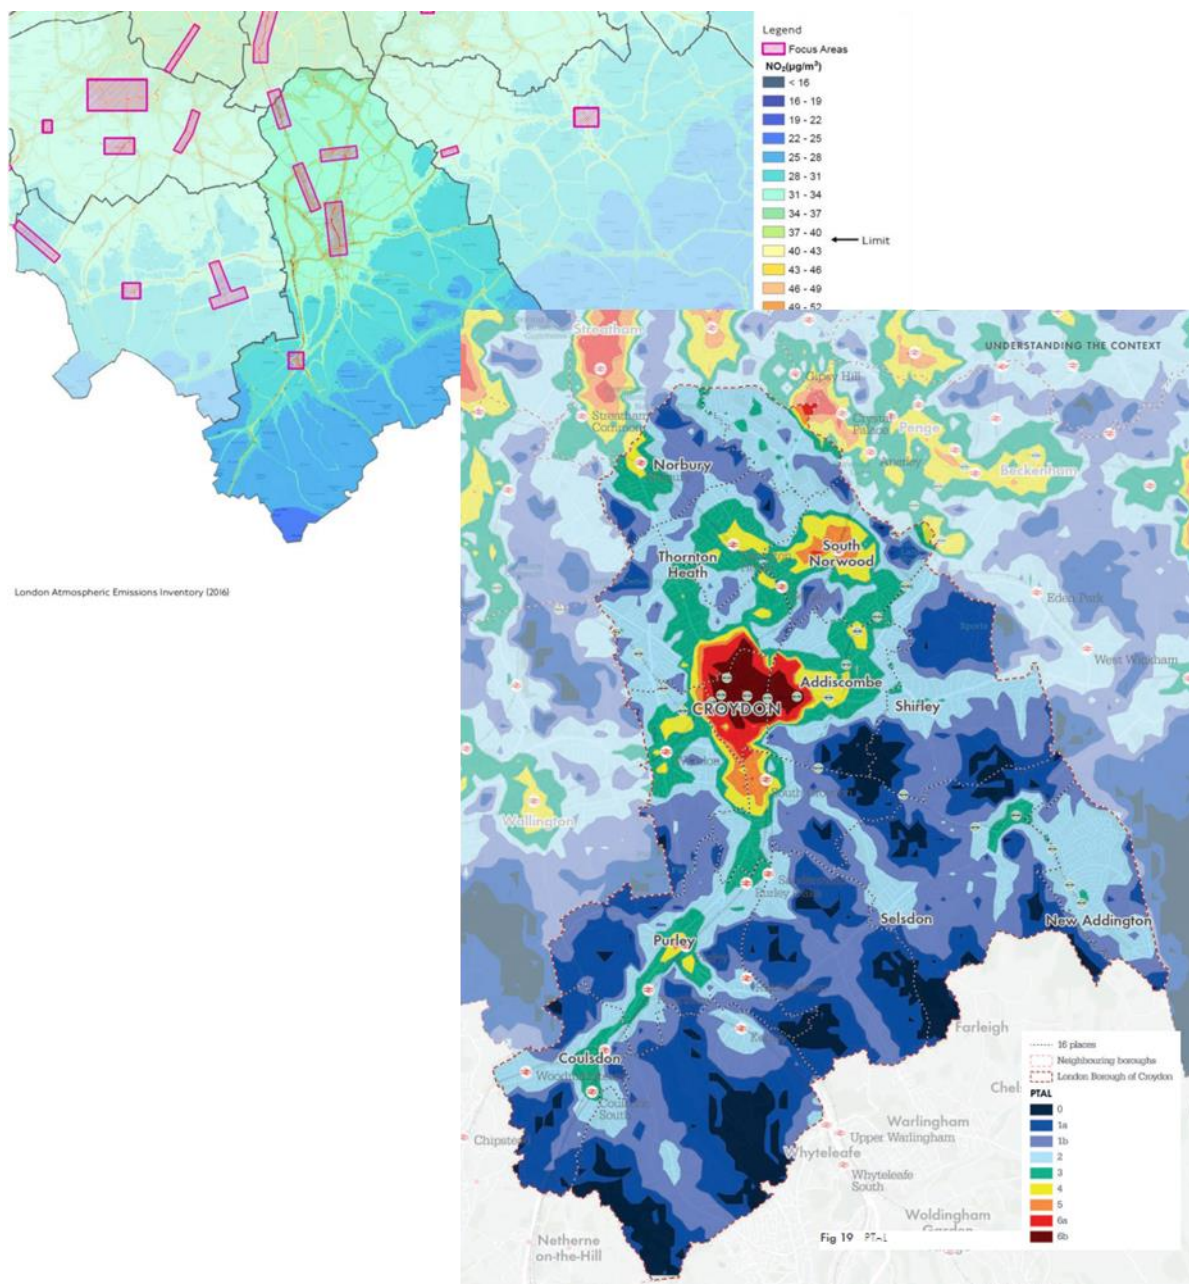 Legend
Focus Areas
NO₂(µg/m³)
< 16
16 - 19
19 - 22
22 - 25
25 - 28
28 - 31
31 - 34
34 - 37
37 - 40
40 - 43
Limit
43 - 46
46 - 49
49 - 52
London Atmospheric Emissions Inventory (2016)
UNDERSTANDING THE CONTEXT
Streatham
Gipsy Hill
Streatham
Common
Crystal
Palace
Penge
Norbury
Anerley
Beckenham
Thornton
Heath
South
Norwood
Eden Park
West Wickham
Addiscombe
CROYDON
Shirley
Wallington
Selsdon
New Addington
Purley
Farleigh
Coulsdon
Chipstead
Coulsdon
South
Warlingham
Upper Warlingham
Whyteleafe
Whyteleafe
South
Woldingham
Netherne
on-the-Hill
16 places
Neighbouring boroughs
London Borough of Croydon
PTAL
0
1a
1b
2
3
4
5
6a
6b
Fig 19 PTAL